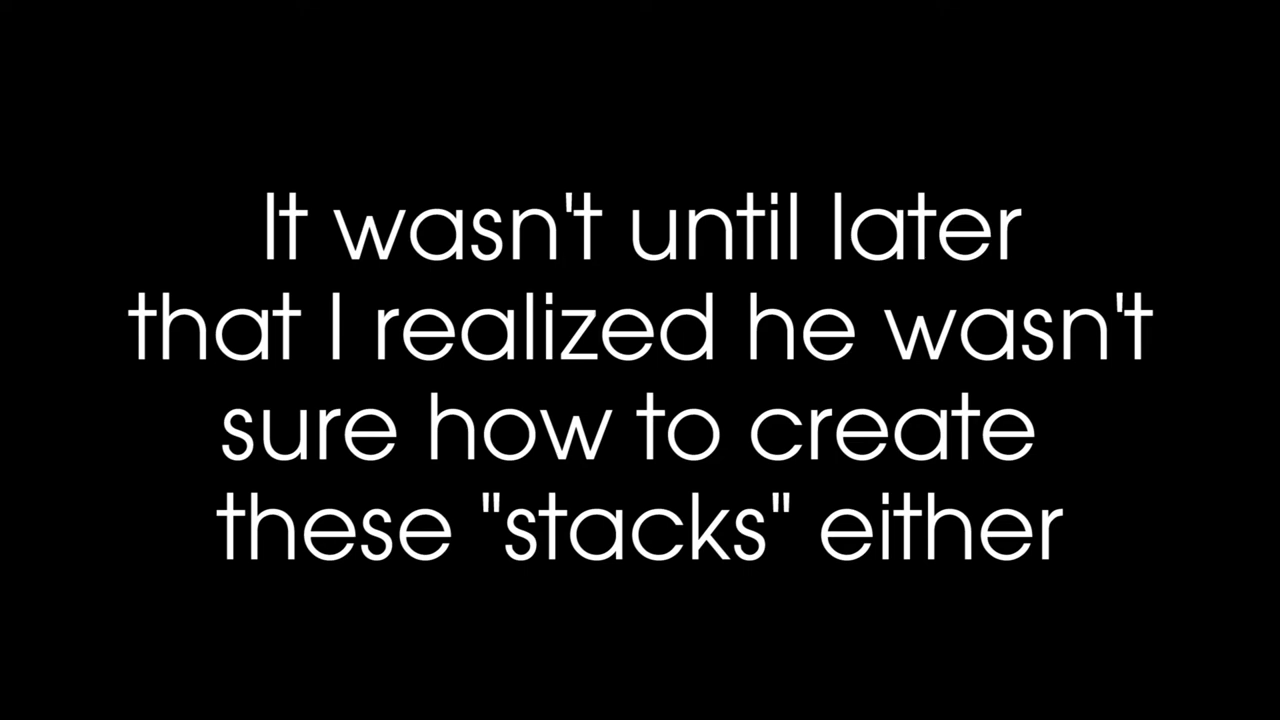 It wasn't until later
that I realized he wasn't
sure how to create
these "stacks" either